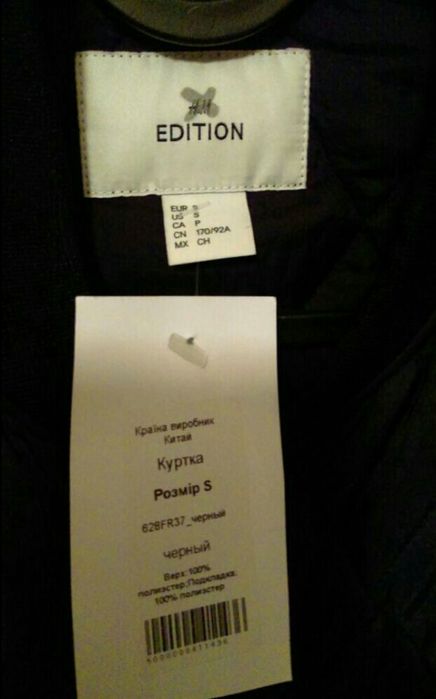 H&M
EDITION
EUR S
US S
CA P
CN 170/92A
MX CH
Країна виробник
Китай
Куртка
Розмір S
628FR37_черный
черный
Верх:100%
полиэстер;Подкладка:
100% полиэстер
5000000411436